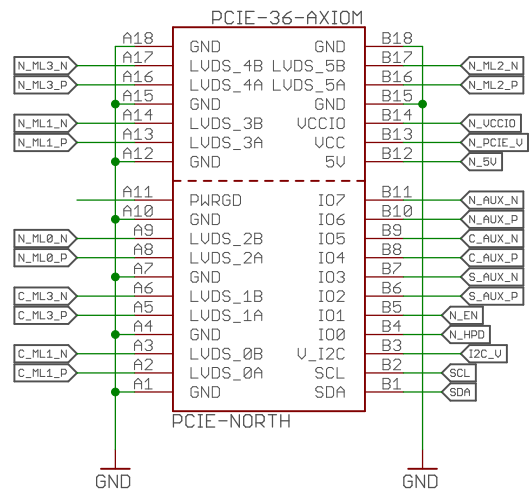 PCIE-36-AXIOM
A18 GND GND B18
N_ML3_N A17 LVDS_4B LVDS_5B B17 N_ML2_N
N_ML3_P A16 LVDS_4A LVDS_5A B16 N_ML2_P
A15 GND GND B15
N_ML1_N A14 LVDS_3B VCCIO B14 N_VCCIO
N_ML1_P A13 LVDS_3A VCC B13 N_PCIE_V
A12 GND 5V B12 N_5V
A11 PWRGD IO7 B11 N_AUX_N
A10 GND IO6 B10 N_AUX_P
N_ML0_N A9 LVDS_2B IO5 B9 C_AUX_N
N_ML0_P A8 LVDS_2A IO4 B8 C_AUX_P
A7 GND IO3 B7 S_AUX_N
C_ML3_N A6 LVDS_1B IO2 B6 S_AUX_P
C_ML3_P A5 LVDS_1A IO1 B5 N_EN
A4 GND IO0 B4 N_HPD
C_ML1_N A3 LVDS_0B V_I2C B3 I2C_V
C_ML1_P A2 LVDS_0A SCL B2 SCL
A1 GND SDA B1 SDA
PCIE-NORTH
GND GND